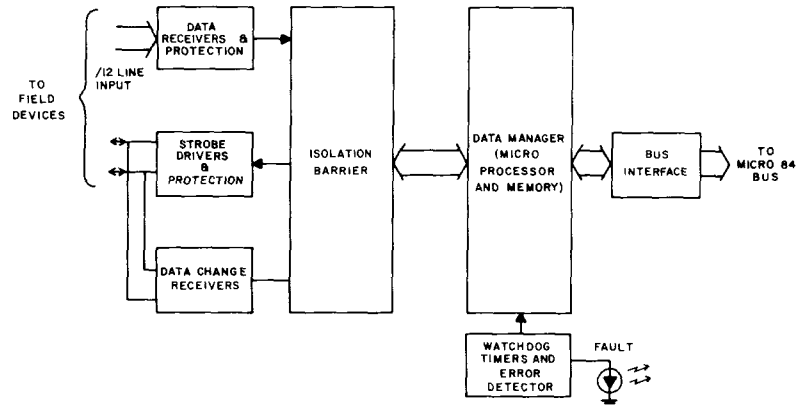 DATA
RECEIVERS &
PROTECTION
/12 LINE
INPUT
TO
FIELD
DEVICES
STROBE
DRIVERS
&
PROTECTION
DATA CHANGE
RECEIVERS
ISOLATION
BARRIER
DATA MANAGER
(MICRO
PROCESSOR
AND MEMORY)
BUS
INTERFACE
TO
MICRO 84
BUS
WATCHDOG
TIMERS AND
ERROR
DETECTOR
FAULT